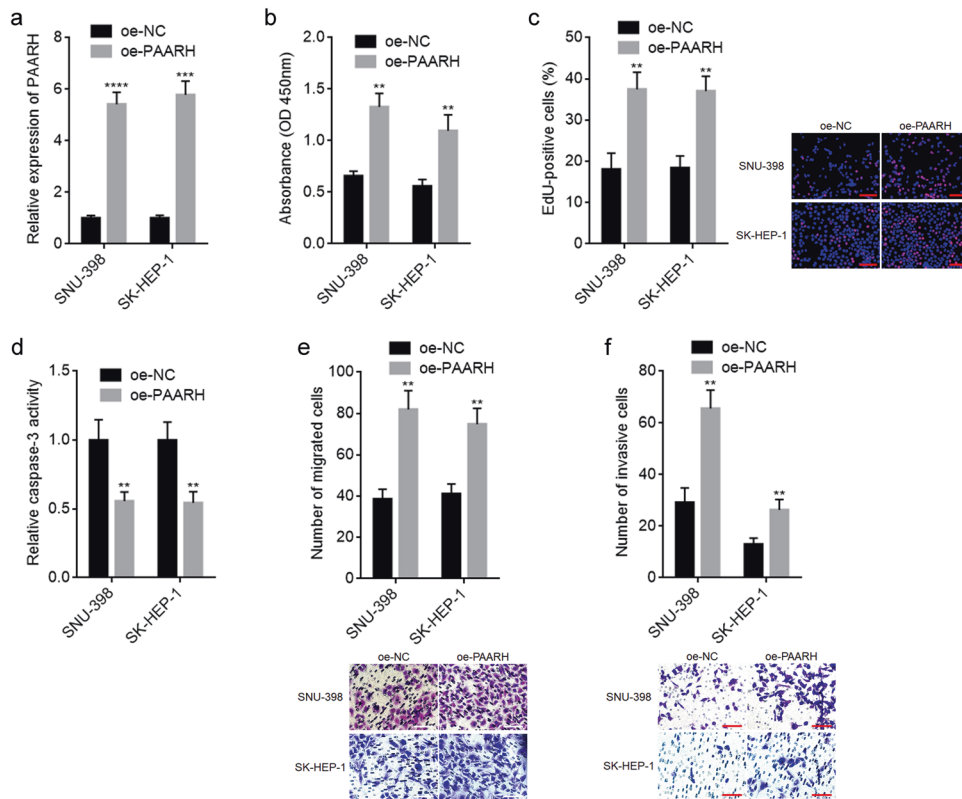 a
oe-NC
oe-PAARH
Relative expression of PAARH
8
6
4
2
0
****
***
SNU-398
SK-HEP-1
b
oe-NC
oe-PAARH
Absorbance (OD 450nm)
2.0
1.5
1.0
0.5
0.0
**
**
SNU-398
SK-HEP-1
c
oe-NC
oe-PAARH
EdU-positive cells (%)
60
40
20
0
**
**
SNU-398
SK-HEP-1
oe-NC oe-PAARH
SNU-398
SK-HEP-1
d
oe-NC
oe-PAARH
Relative caspase-3 activity
1.5
1.0
0.5
0.0
**
**
SNU-398
SK-HEP-1
e
oe-NC
oe-PAARH
Number of migrated cells
100
80
60
40
20
0
**
**
SNU-398
SK-HEP-1
oe-NC oe-PAARH
SNU-398
SK-HEP-1
f
oe-NC
oe-PAARH
Number of invasive cells
80
60
40
20
0
**
**
SNU-398
SK-HEP-1
oe-NC oe-PAARH
SNU-398
SK-HEP-1